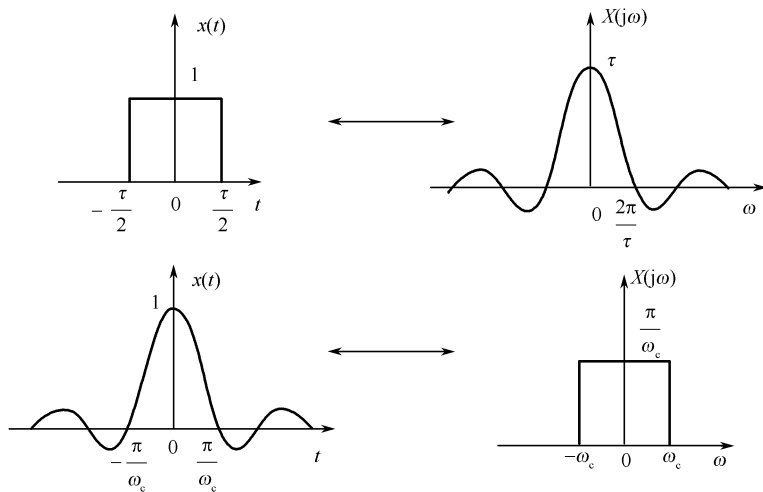 x(t)
1
−τ/2 0 τ/2 t
X(jω)
τ
0 2π/τ ω
x(t)
1
−π/ω_c 0 π/ω_c t
X(jω)
π/ω_c
−ω_c 0 ω_c ω